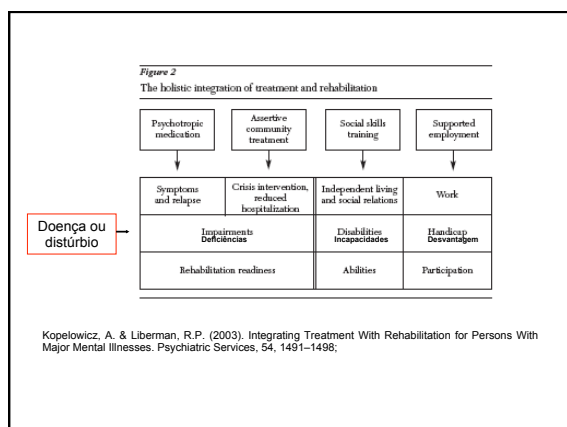 Figure 2
The holistic integration of treatment and rehabilitation
Psychotropic
medication
Assertive
community
treatment
Social skills
training
Supported
employment
Symptoms
and relapse
Crisis intervention,
reduced
hospitalization
Independent living
and social relations
Work
Doença ou
distúrbio
Impairments
Deficiências
Disabilities
Incapacidades
Handicap
Desvantagem
Rehabilitation readiness
Abilities
Participation
Kopelowicz, A. & Liberman, R.P. (2003). Integrating Treatment With Rehabilitation for Persons With
Major Mental Illnesses. Psychiatric Services, 54, 1491–1498;